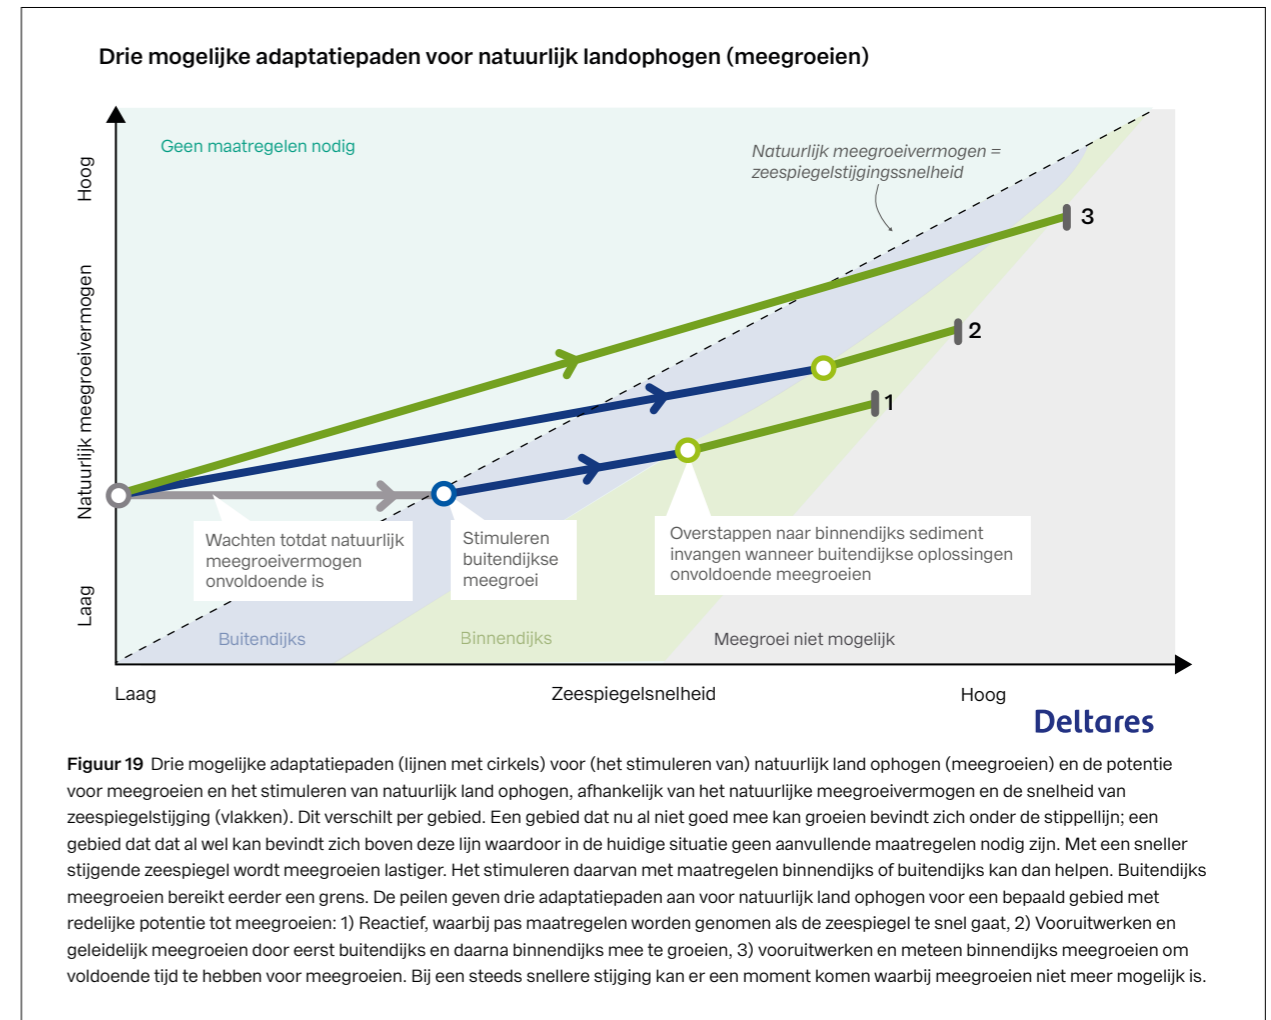 Drie mogelijke adaptatiepaden voor natuurlijk landophogen (meegroeien)
Geen maatregelen nodig
Natuurlijk meegroeivermogen =
zeespiegelstijgingssnelheid
Hoog
Natuurlijk meegroeivermogen
Laag
3
2
1
Wachten totdat natuurlijk
meegroeivermogen
onvoldoende is
Stimuleren
buitendijkse
meegroei
Overstappen naar binnendijks sediment
invangen wanneer buitendijkse oplossingen
onvoldoende meegroeien
Buitendijks
Binnendijks
Meegroei niet mogelijk
Laag
Zeespiegelsnelheid
Hoog
Deltares
Figuur 19 Drie mogelijke adaptatiepaden (lijnen met cirkels) voor (het stimuleren van) natuurlijk land ophogen (meegroeien) en de potentie
voor meegroeien en het stimuleren van natuurlijk land ophogen, afhankelijk van het natuurlijke meegroeivermogen en de snelheid van
zeespiegelstijging (vlakken). Dit verschilt per gebied. Een gebied dat nu al niet goed mee kan groeien bevindt zich onder de stippellijn; een
gebied dat dat al wel kan bevindt zich boven deze lijn waardoor in de huidige situatie geen aanvullende maatregelen nodig zijn. Met een sneller
stijgende zeespiegel wordt meegroeien lastiger. Het stimuleren daarvan met maatregelen binnendijks of buitendijks kan dan helpen. Buitendijks
meegroeien bereikt eerder een grens. De peilen geven drie adaptatiepaden aan voor natuurlijk land ophogen voor een bepaald gebied met
redelijke potentie tot meegroeien: 1) Reactief, waarbij pas maatregelen worden genomen als de zeespiegel te snel gaat, 2) Vooruitwerken en
geleidelijk meegroeien door eerst buitendijks en daarna binnendijks mee te groeien, 3) vooruitwerken en meteen binnendijks meegroeien om
voldoende tijd te hebben voor meegroeien. Bij een steeds snellere stijging kan er een moment komen waarbij meegroeien niet meer mogelijk is.